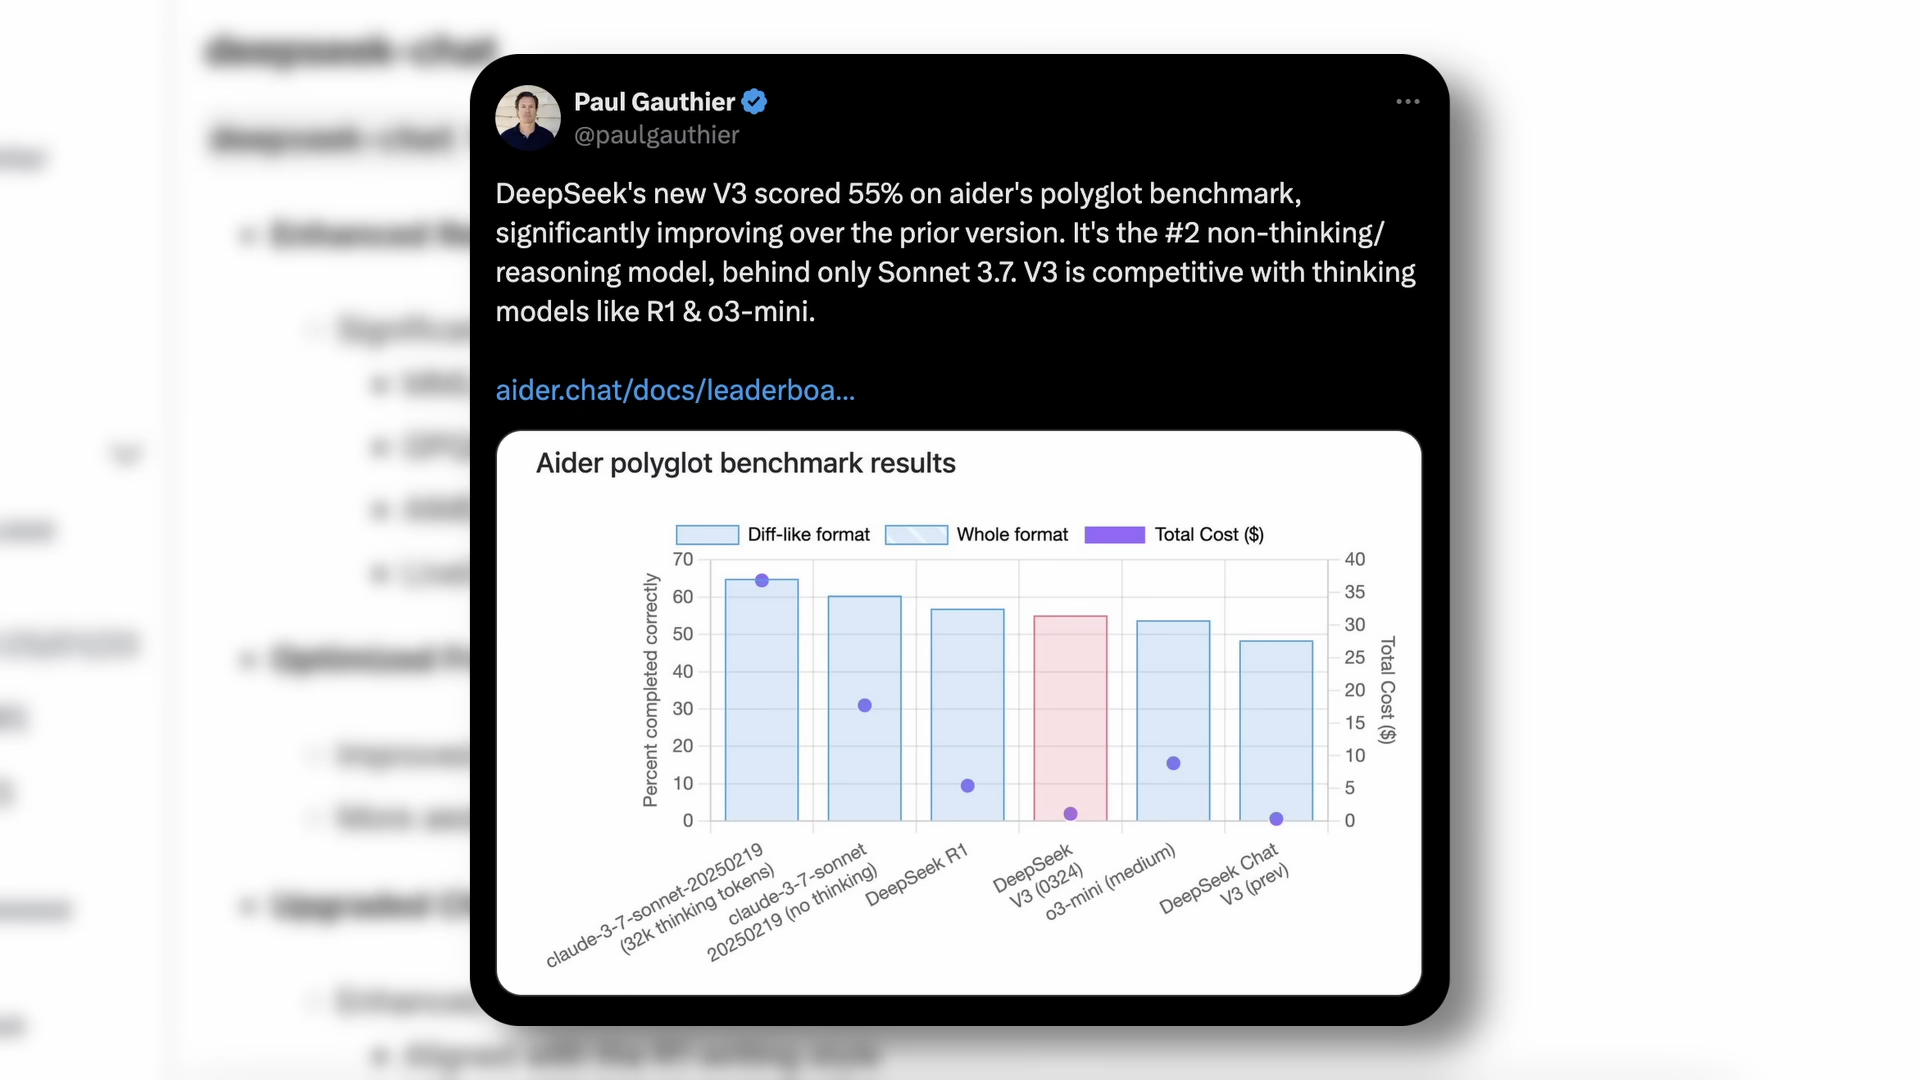 deepseek-chat
deepseek-chat
Paul Gauthier
@paulgauthier
DeepSeek's new V3 scored 55% on aider's polyglot benchmark,
significantly improving over the prior version. It's the #2 non-thinking/
reasoning model, behind only Sonnet 3.7. V3 is competitive with thinking
models like R1 & o3-mini.
aider.chat/docs/leaderboa...
Aider polyglot benchmark results
Diff-like format Whole format Total Cost ($)
Percent completed correctly
70
60
50
40
30
20
10
0
40
35
30
25
20
15
10
5
0
Total Cost ($)
claude-3-7-sonnet-20250219
(32k thinking tokens)
claude-3-7-sonnet
20250219 (no thinking)
DeepSeek R1
DeepSeek
V3 (0324)
o3-mini (medium)
DeepSeek Chat
V3 (prev)